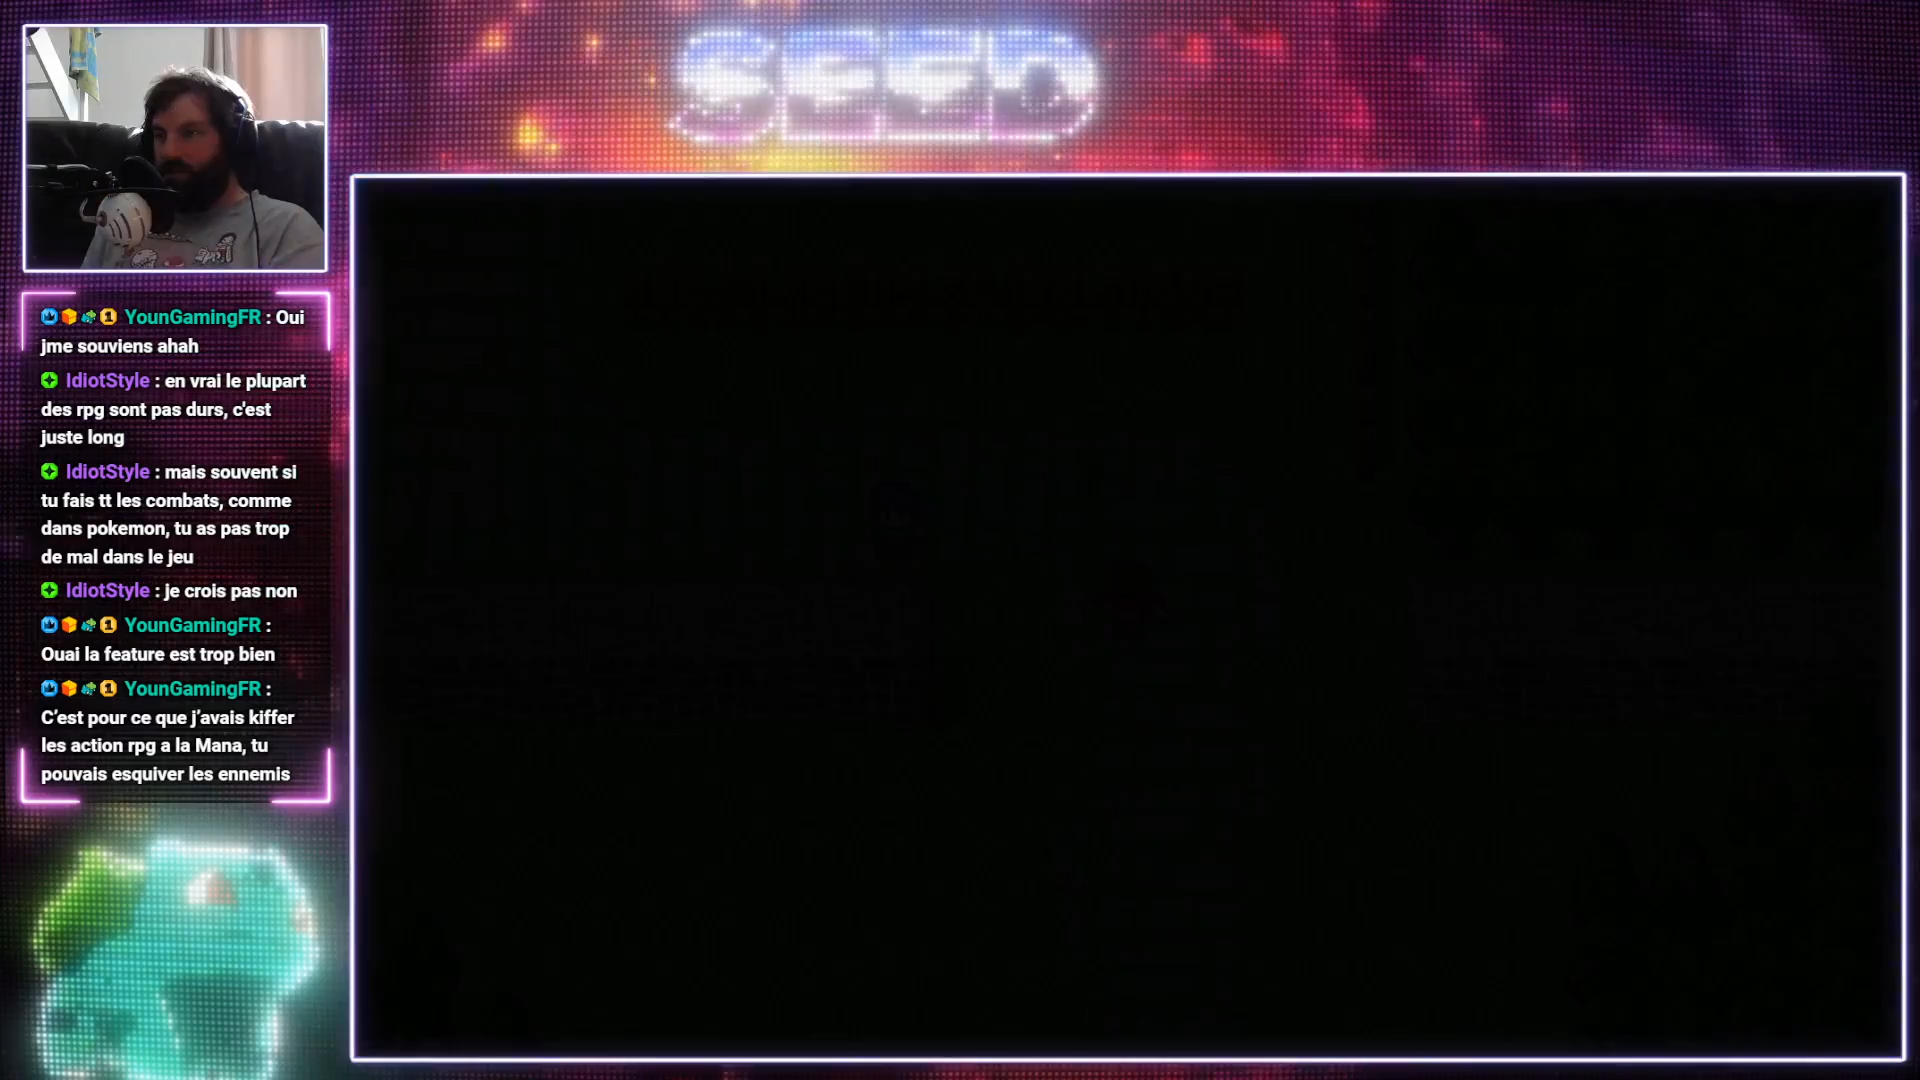 SEED
YounGamingFR : Oui
jme souviens ahah
IdiotStyle : en vrai le plupart
des rpg sont pas durs, c'est
juste long
IdiotStyle : mais souvent si
tu fais tt les combats, comme
dans pokemon, tu as pas trop
de mal dans le jeu
IdiotStyle : je crois pas non
YounGamingFR :
Ouai la feature est trop bien
YounGamingFR :
C’est pour ce que j’avais kiffer
les action rpg a la Mana, tu
pouvais esquiver les ennemis